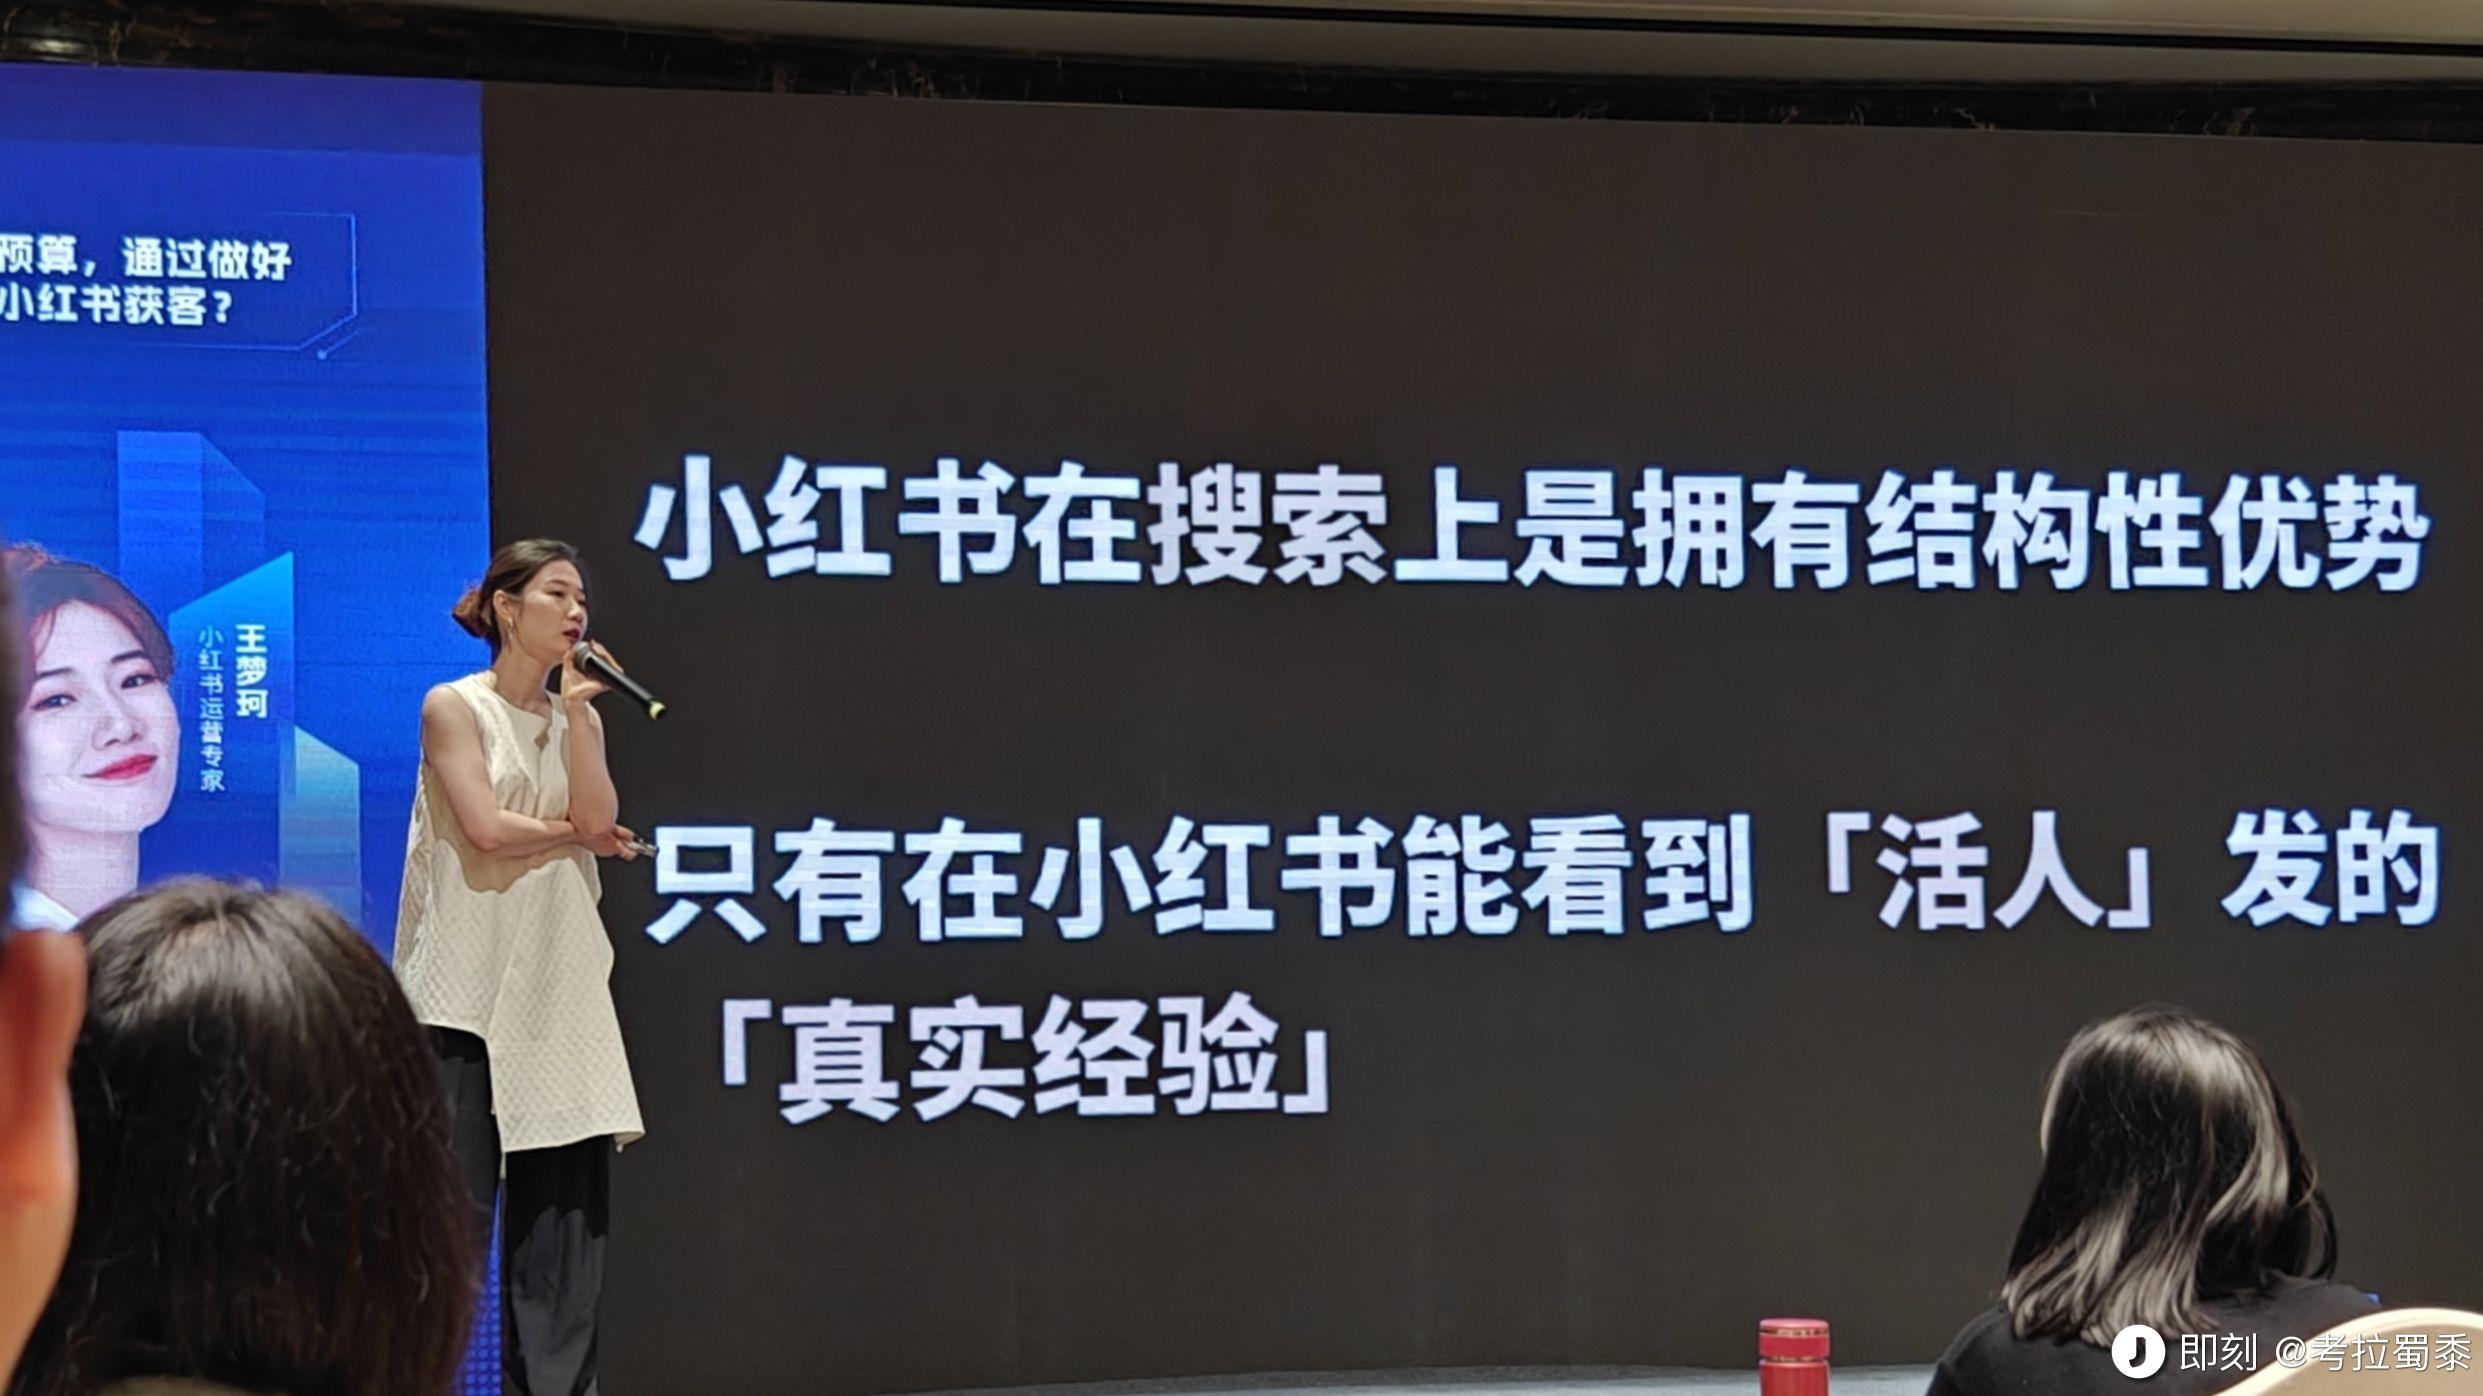 预算，通过做好
小红书获客？
王梦珂
小红书运营专家
小红书在搜索上是拥有结构性优势
只有在小红书能看到「活人」发的
「真实经验」
即刻 @考拉蜀黍